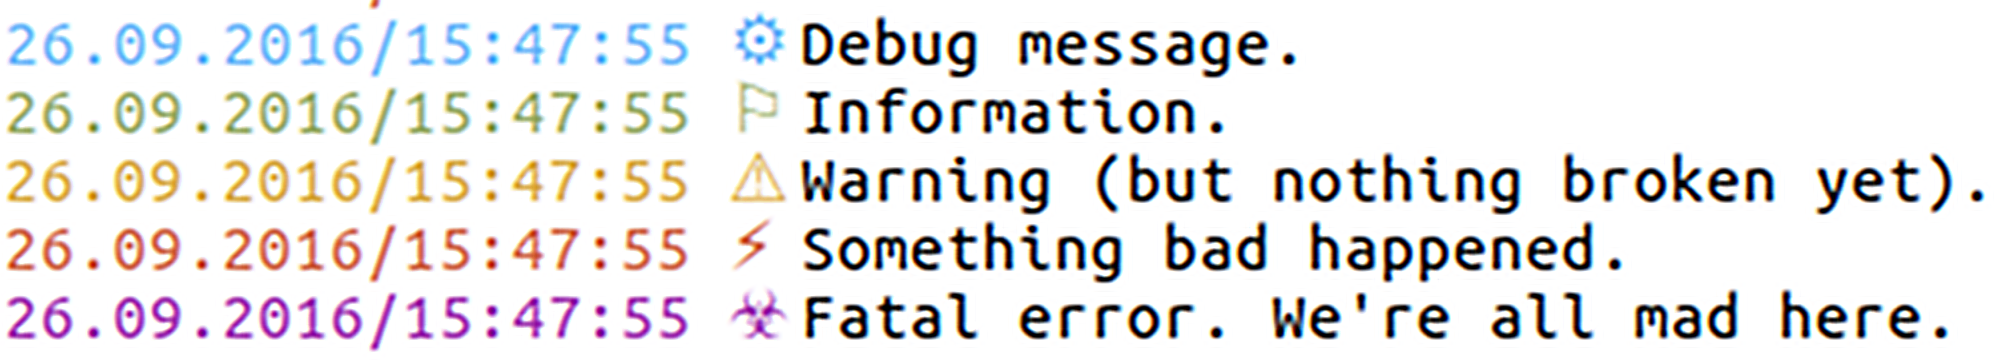 26.09.2016/15:47:55 ⚙ Debug message.
26.09.2016/15:47:55 ⚐ Information.
26.09.2016/15:47:55 ⚠ Warning (but nothing broken yet).
26.09.2016/15:47:55 ⚡ Something bad happened.
26.09.2016/15:47:55 ☣ Fatal error. We're all mad here.